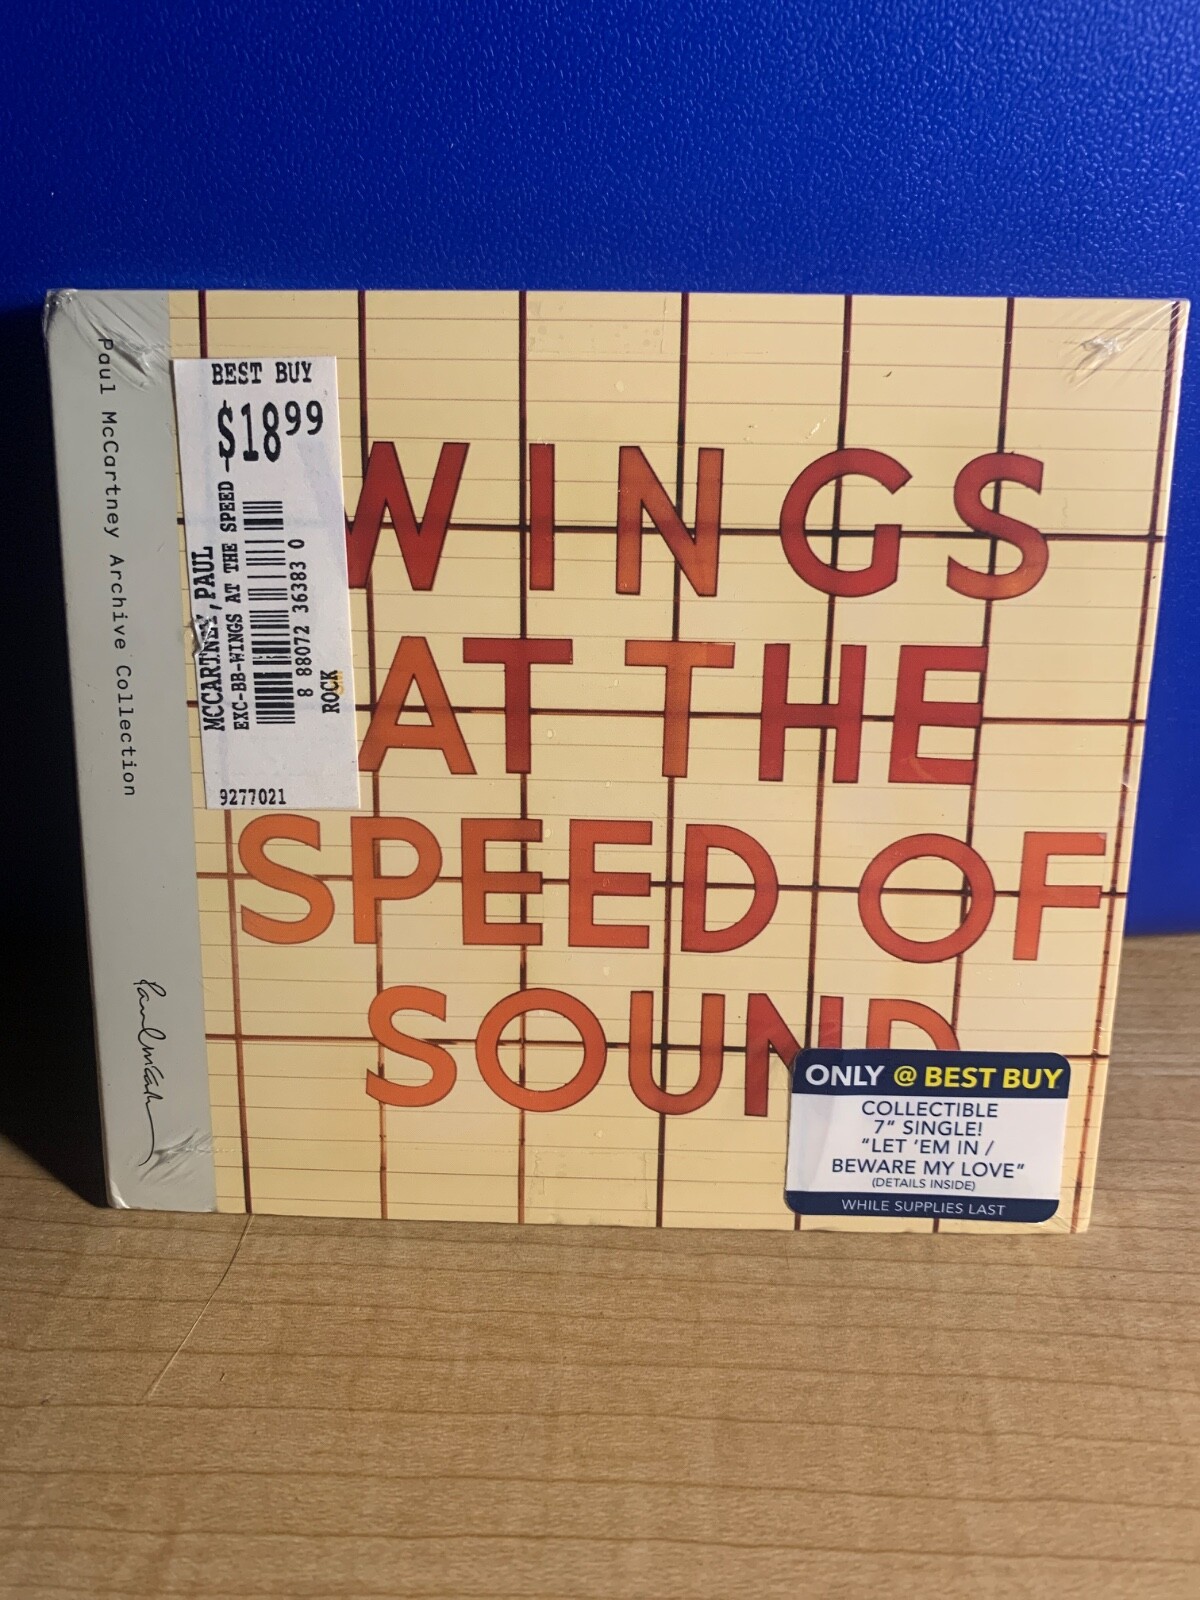 Paul McCartney Archive Collection
BEST BUY
$18.99
MCCARTNEY,PAUL
EXC-BB-WINGS AT THE SPEED
8 88072 36383 0
ROCK
9277021
WINGS
AT THE
SPEED OF
SOUND
ONLY @ BEST BUY
COLLECTIBLE
7" SINGLE!
"LET 'EM IN /
BEWARE MY LOVE"
(DETAILS INSIDE)
WHILE SUPPLIES LAST
Paul McCartney